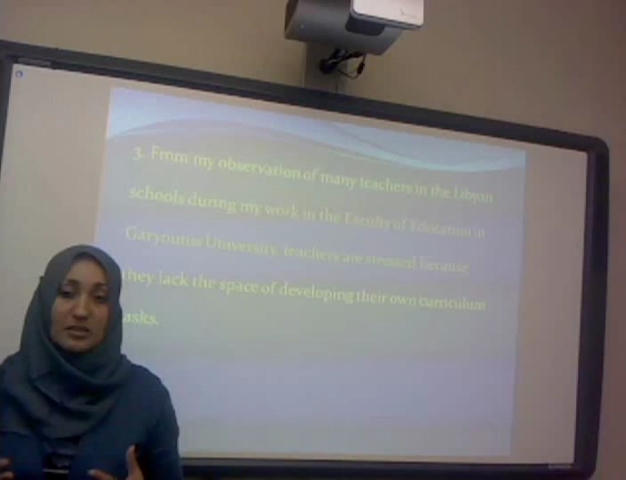 3. From my observation of many teachers in the Libyan
schools during my work in the Faculty of Education in
Garyounis University, teachers are stressed because
they lack the space of developing their own curriculum
asks.